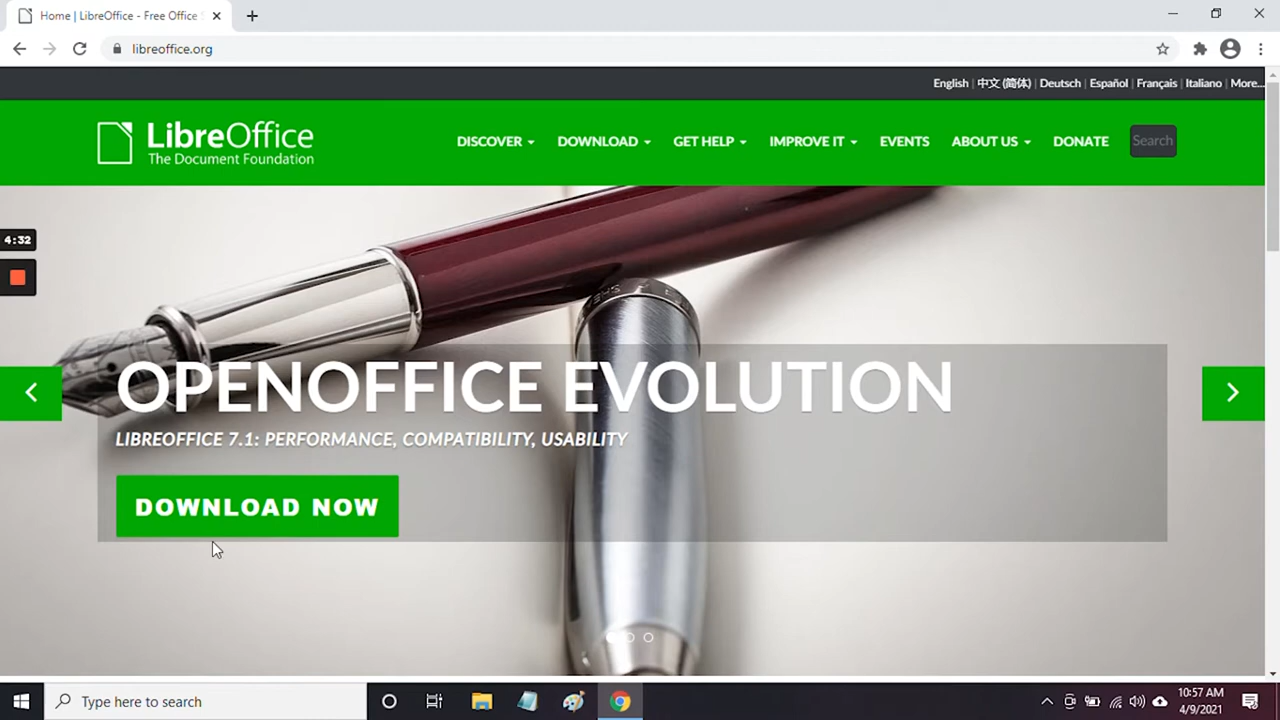 Home | LibreOffice - Free Office
libreoffice.org
English | 中文 (简体) | Deutsch | Español | Français | Italiano | More...
LibreOffice
The Document Foundation
DISCOVER DOWNLOAD GET HELP IMPROVE IT EVENTS ABOUT US DONATE Search
4:32
OPENOFFICE EVOLUTION
LIBREOFFICE 7.1: PERFORMANCE, COMPATIBILITY, USABILITY
DOWNLOAD NOW
Type here to search
10:57 AM
4/9/2021